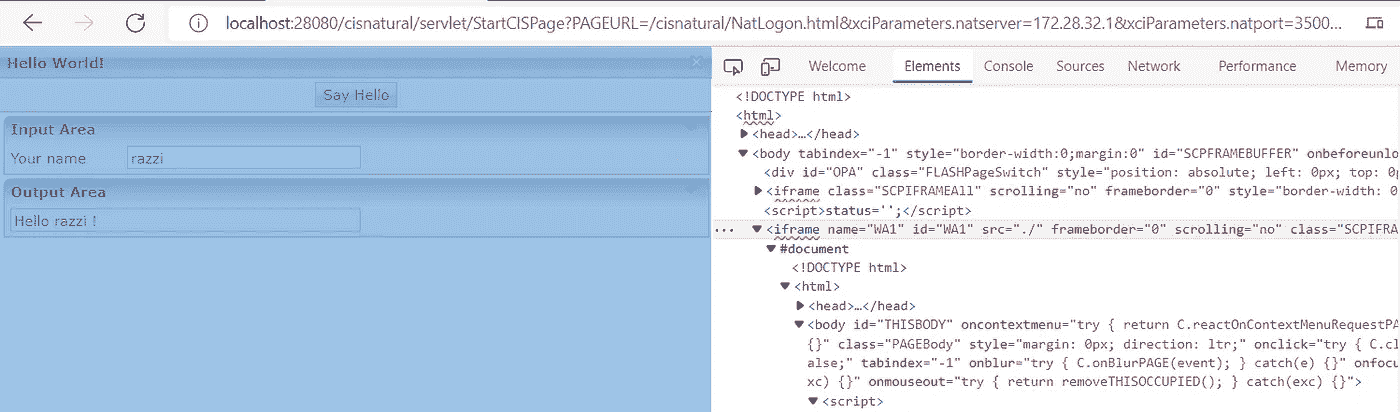 localhost:28080/cisnatural/servlet/StartCISPage?PAGEURL=/cisnatural/NatLogon.html&xciParameters.natserver=172.28.32.1&xciParameters.natport=3500...
Hello World!
Say Hello
Input Area
Your name razzi
Output Area
Hello razzi !
Welcome Elements Console Sources Network Performance Memory
<!DOCTYPE html>
<html>
<head>…</head>
<body tabindex="-1" style="border-width:0;margin:0" id="SCPFRAMEBUFFER" onbeforeunlo
<div id="OPA" class="FLASHPageSwitch" style="position: absolute; left: 0px; top: 0p
<iframe class="SCPIFRAMEAll" scrolling="no" frameborder="0" style="border-width: 0
<script>status='';</script>
<iframe name="WA1" id="WA1" src="./" frameborder="0" scrolling="no" class="SCPIFRA
#document
<!DOCTYPE html>
<html>
<head>…</head>
<body id="THISBODY" oncontextmenu="try { return C.reactOnContextMenuRequestPA
{}" class="PAGEBody" style="margin: 0px; direction: ltr;" onclick="try { C.cl
alse;" tabindex="-1" onblur="try { C.onBlurPAGE(event); } catch(e) {}" onfocu
xc) {}" onmouseout="try { return removeTHISOCCUPIED(); } catch(exc) {}">
<script>